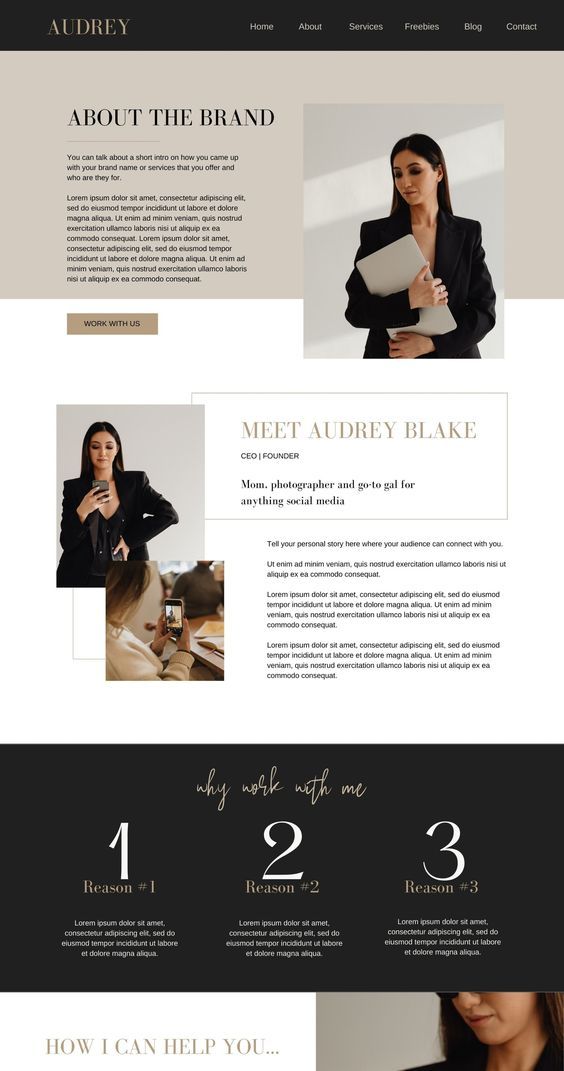 AUDREY
Home About Services Freebies Blog Contact
ABOUT THE BRAND
You can talk about a short intro on how you came up
with your brand name or services that you offer and
who are they for.
Lorem ipsum dolor sit amet, consectetur adipiscing elit,
sed do eiusmod tempor incididunt ut labore et dolore
magna aliqua. Ut enim ad minim veniam, quis nostrud
exercitation ullamco laboris nisi ut aliquip ex ea
commodo consequat. Lorem ipsum dolor sit amet,
consectetur adipiscing elit, sed do eiusmod tempor
incididunt ut labore et dolore magna aliqua. Ut enim ad
minim veniam, quis nostrud exercitation ullamco laboris
nisi ut aliquip ex ea commodo consequat.
WORK WITH US
MEET AUDREY BLAKE
CEO | FOUNDER
Mom, photographer and go-to gal for
anything social media
Tell your personal story here where your audience can connect with you.
Ut enim ad minim veniam, quis nostrud exercitation ullamco laboris nisi ut
aliquip ex ea commodo consequat.
Lorem ipsum dolor sit amet, consectetur adipiscing elit, sed do eiusmod
tempor incididunt ut labore et dolore magna aliqua. Ut enim ad minim
veniam, quis nostrud exercitation ullamco laboris nisi ut aliquip ex ea
commodo consequat.
Lorem ipsum dolor sit amet, consectetur adipiscing elit, sed do eiusmod
tempor incididunt ut labore et dolore magna aliqua. Ut enim ad minim
veniam, quis nostrud exercitation ullamco laboris nisi ut aliquip ex ea
commodo consequat.
why work with me
1
Reason #1
Lorem ipsum dolor sit amet,
consectetur adipiscing elit, sed do
eiusmod tempor incididunt ut labore
et dolore magna aliqua.
2
Reason #2
Lorem ipsum dolor sit amet,
consectetur adipiscing elit, sed do
eiusmod tempor incididunt ut labore
et dolore magna aliqua.
3
Reason #3
Lorem ipsum dolor sit amet,
consectetur adipiscing elit, sed do
eiusmod tempor incididunt ut labore
et dolore magna aliqua.
HOW I CAN HELP YOU...